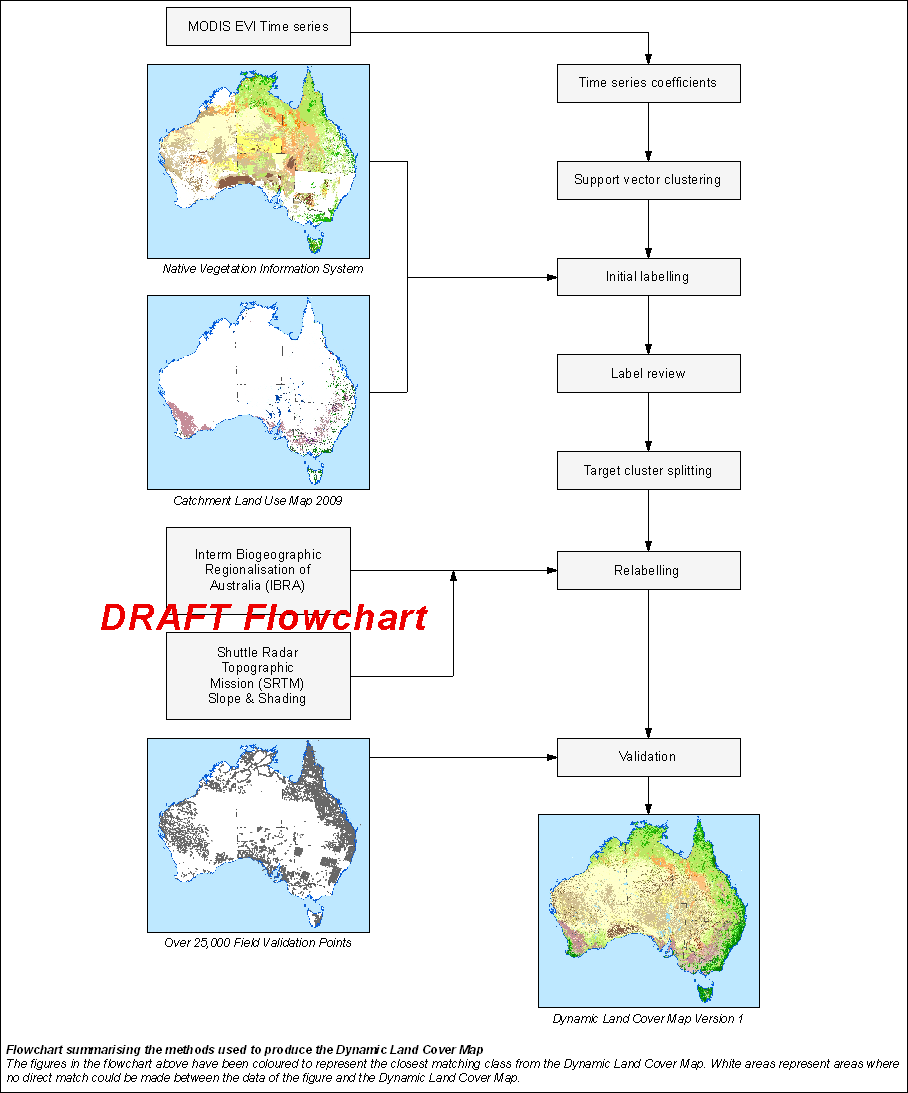 MODIS EVI Time series
Time series coefficients
Support vector clustering
Native Vegetation Information System
Initial labelling
Label review
Target cluster splitting
Catchment Land Use Map 2009
Interm Biogeographic
Regionalisation of
Australia (IBRA)
Relabelling
DRAFT Flowchart
Shuttle Radar
Topographic
Mission (SRTM)
Slope & Shading
Validation
Over 25,000 Field Validation Points
Dynamic Land Cover Map Version 1
Flowchart summarising the methods used to produce the Dynamic Land Cover Map
The figures in the flowchart above have been coloured to represent the closest matching class from the Dynamic Land Cover Map. White areas represent areas where
no direct match could be made between the data of the figure and the Dynamic Land Cover Map.